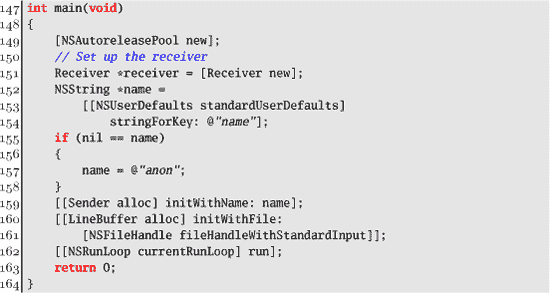 147 int main(void)
148 {
149     [NSAutoreleasePool new];
150     // Set up the receiver
151     Receiver *receiver = [Receiver new];
152     NSString *name =
153         [[NSUserDefaults standardUserDefaults]
154             stringForKey: @"name"];
155     if (nil == name)
156     {
157         name = @"anon";
158     }
159     [[Sender alloc] initWithName: name];
160     [[LineBuffer alloc] initWithFile:
161         [NSFileHandle fileHandleWithStandardInput]];
162     [[NSRunLoop currentRunLoop] run];
163     return 0;
164 }